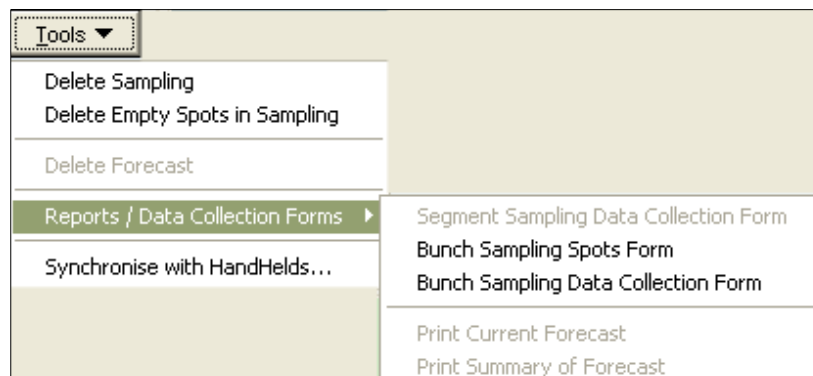 Tools
Delete Sampling
Delete Empty Spots in Sampling
Delete Forecast
Reports / Data Collection Forms
Synchronise with HandHelds...
Segment Sampling Data Collection Form
Bunch Sampling Spots Form
Bunch Sampling Data Collection Form
Print Current Forecast
Print Summary of Forecast